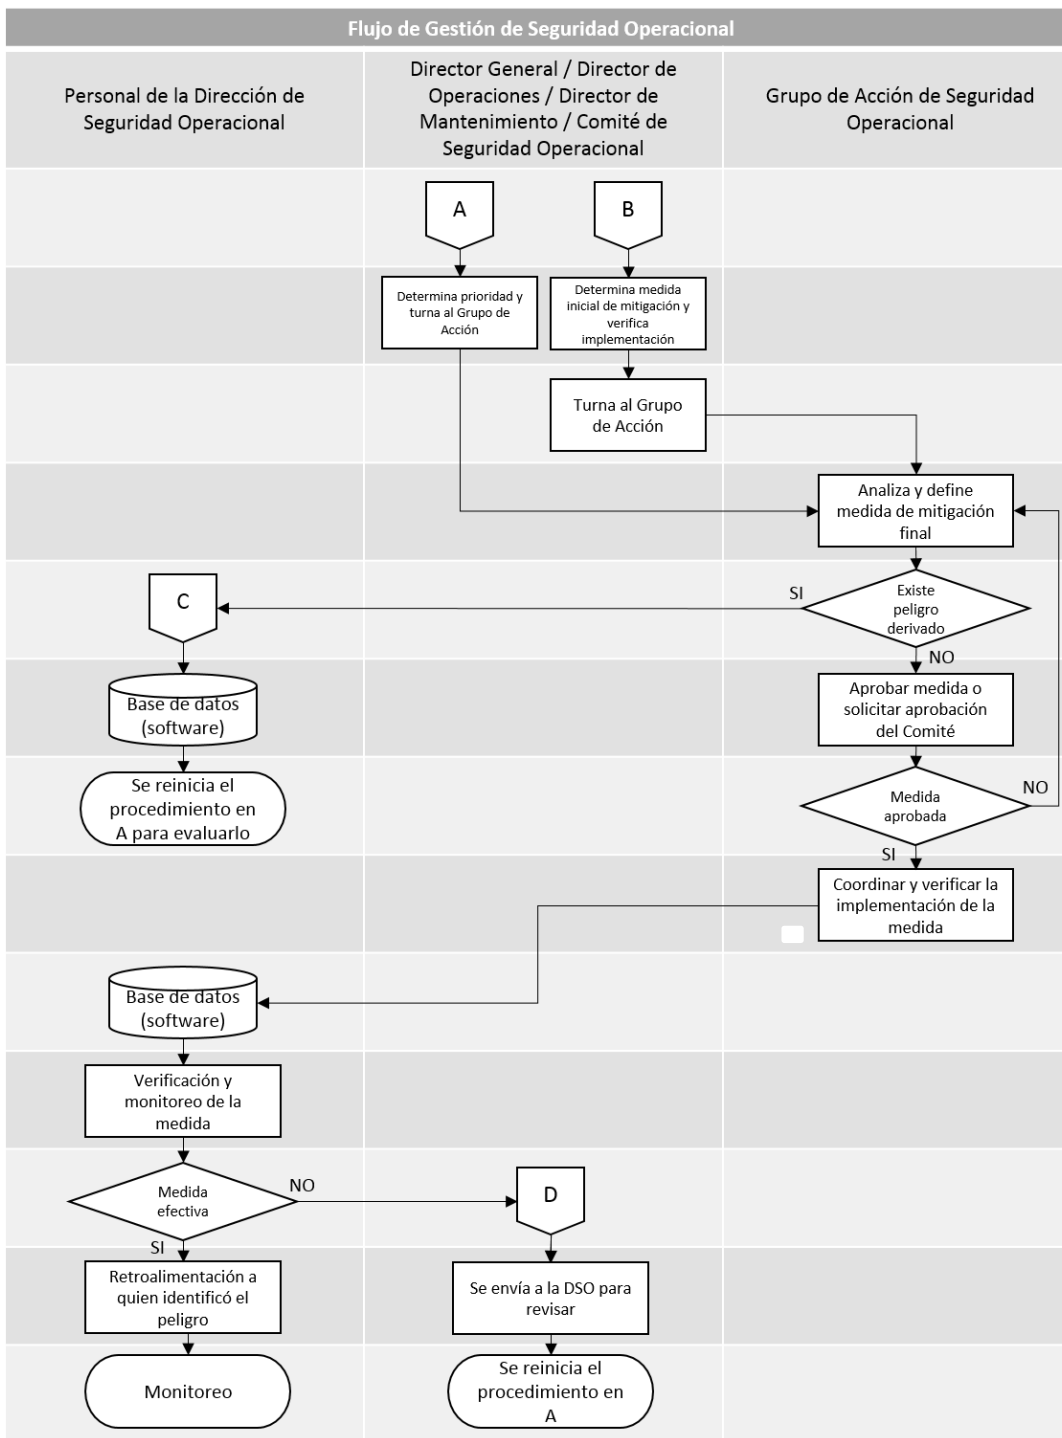 Flujo de Gestión de Seguridad Operacional
Personal de la Dirección de
Seguridad Operacional
Director General / Director de
Operaciones / Director de
Mantenimiento / Comité de
Seguridad Operacional
Grupo de Acción de Seguridad
Operacional
A
B
Determina prioridad y
turna al Grupo de
Acción
Determina medida
inicial de mitigación y
verifica
implementación
Turna al Grupo
de Acción
Analiza y define
medida de mitigación
final
C
SI
Existe
peligro
derivado
NO
Base de datos
(software)
Aprobar medida o
solicitar aprobación
del Comité
Se reinicia el
procedimiento en
A para evaluarlo
Medida
aprobada
NO
SI
Coordinar y verificar la
implementación de la
medida
Base de datos
(software)
Verificación y
monitoreo de la
medida
Medida
efectiva
NO
D
SI
Retroalimentación a
quien identificó el
peligro
Se envía a la DSO para
revisar
Monitoreo
Se reinicia el
procedimiento en
A